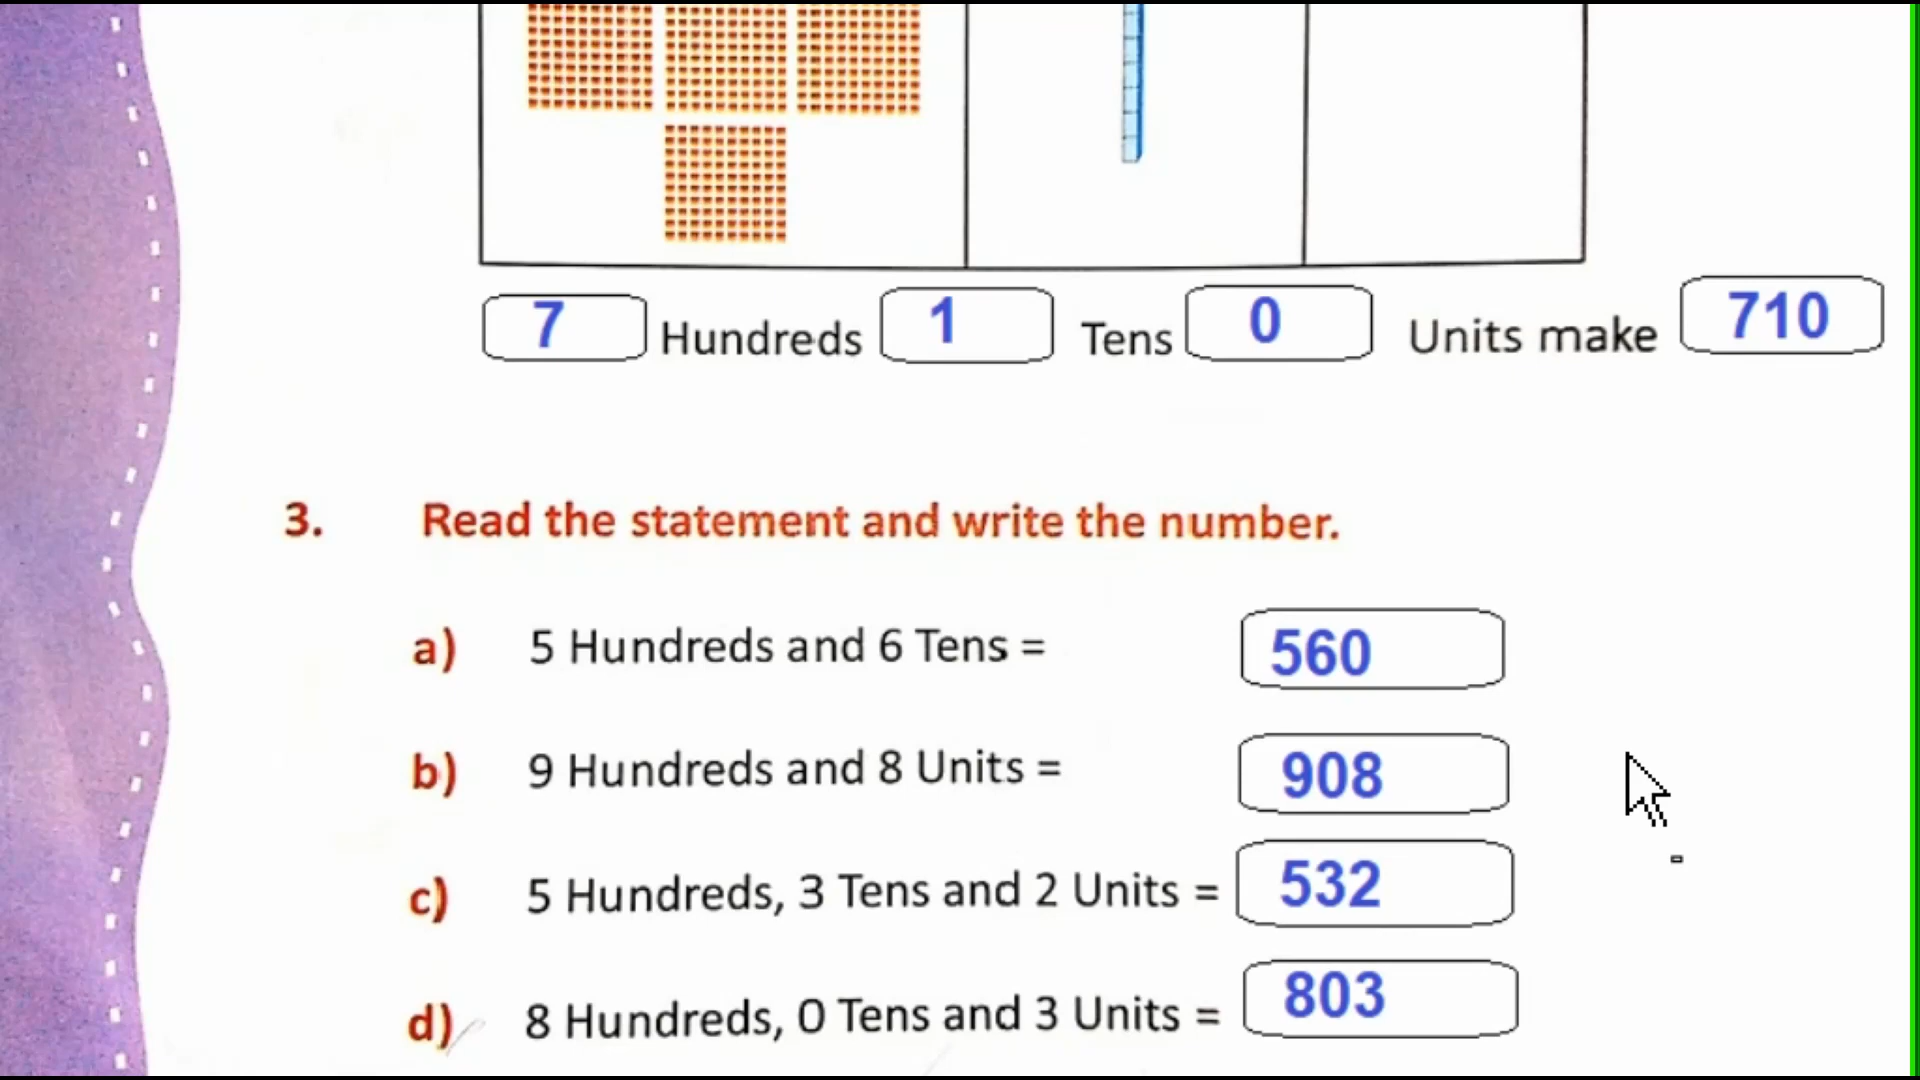 7 Hundreds 1 Tens 0 Units make 710
3. Read the statement and write the number.
a) 5 Hundreds and 6 Tens = 560
b) 9 Hundreds and 8 Units = 908
c) 5 Hundreds, 3 Tens and 2 Units = 532
d) 8 Hundreds, 0 Tens and 3 Units = 803